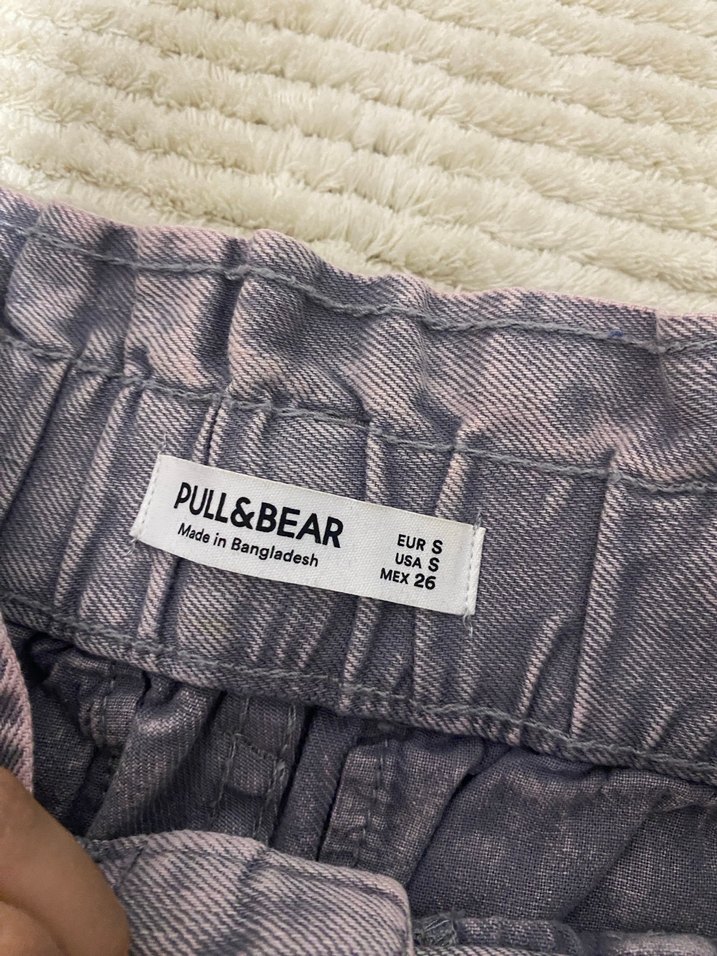 PULL&BEAR
Made in Bangladesh
EUR S
USA S
MEX 26